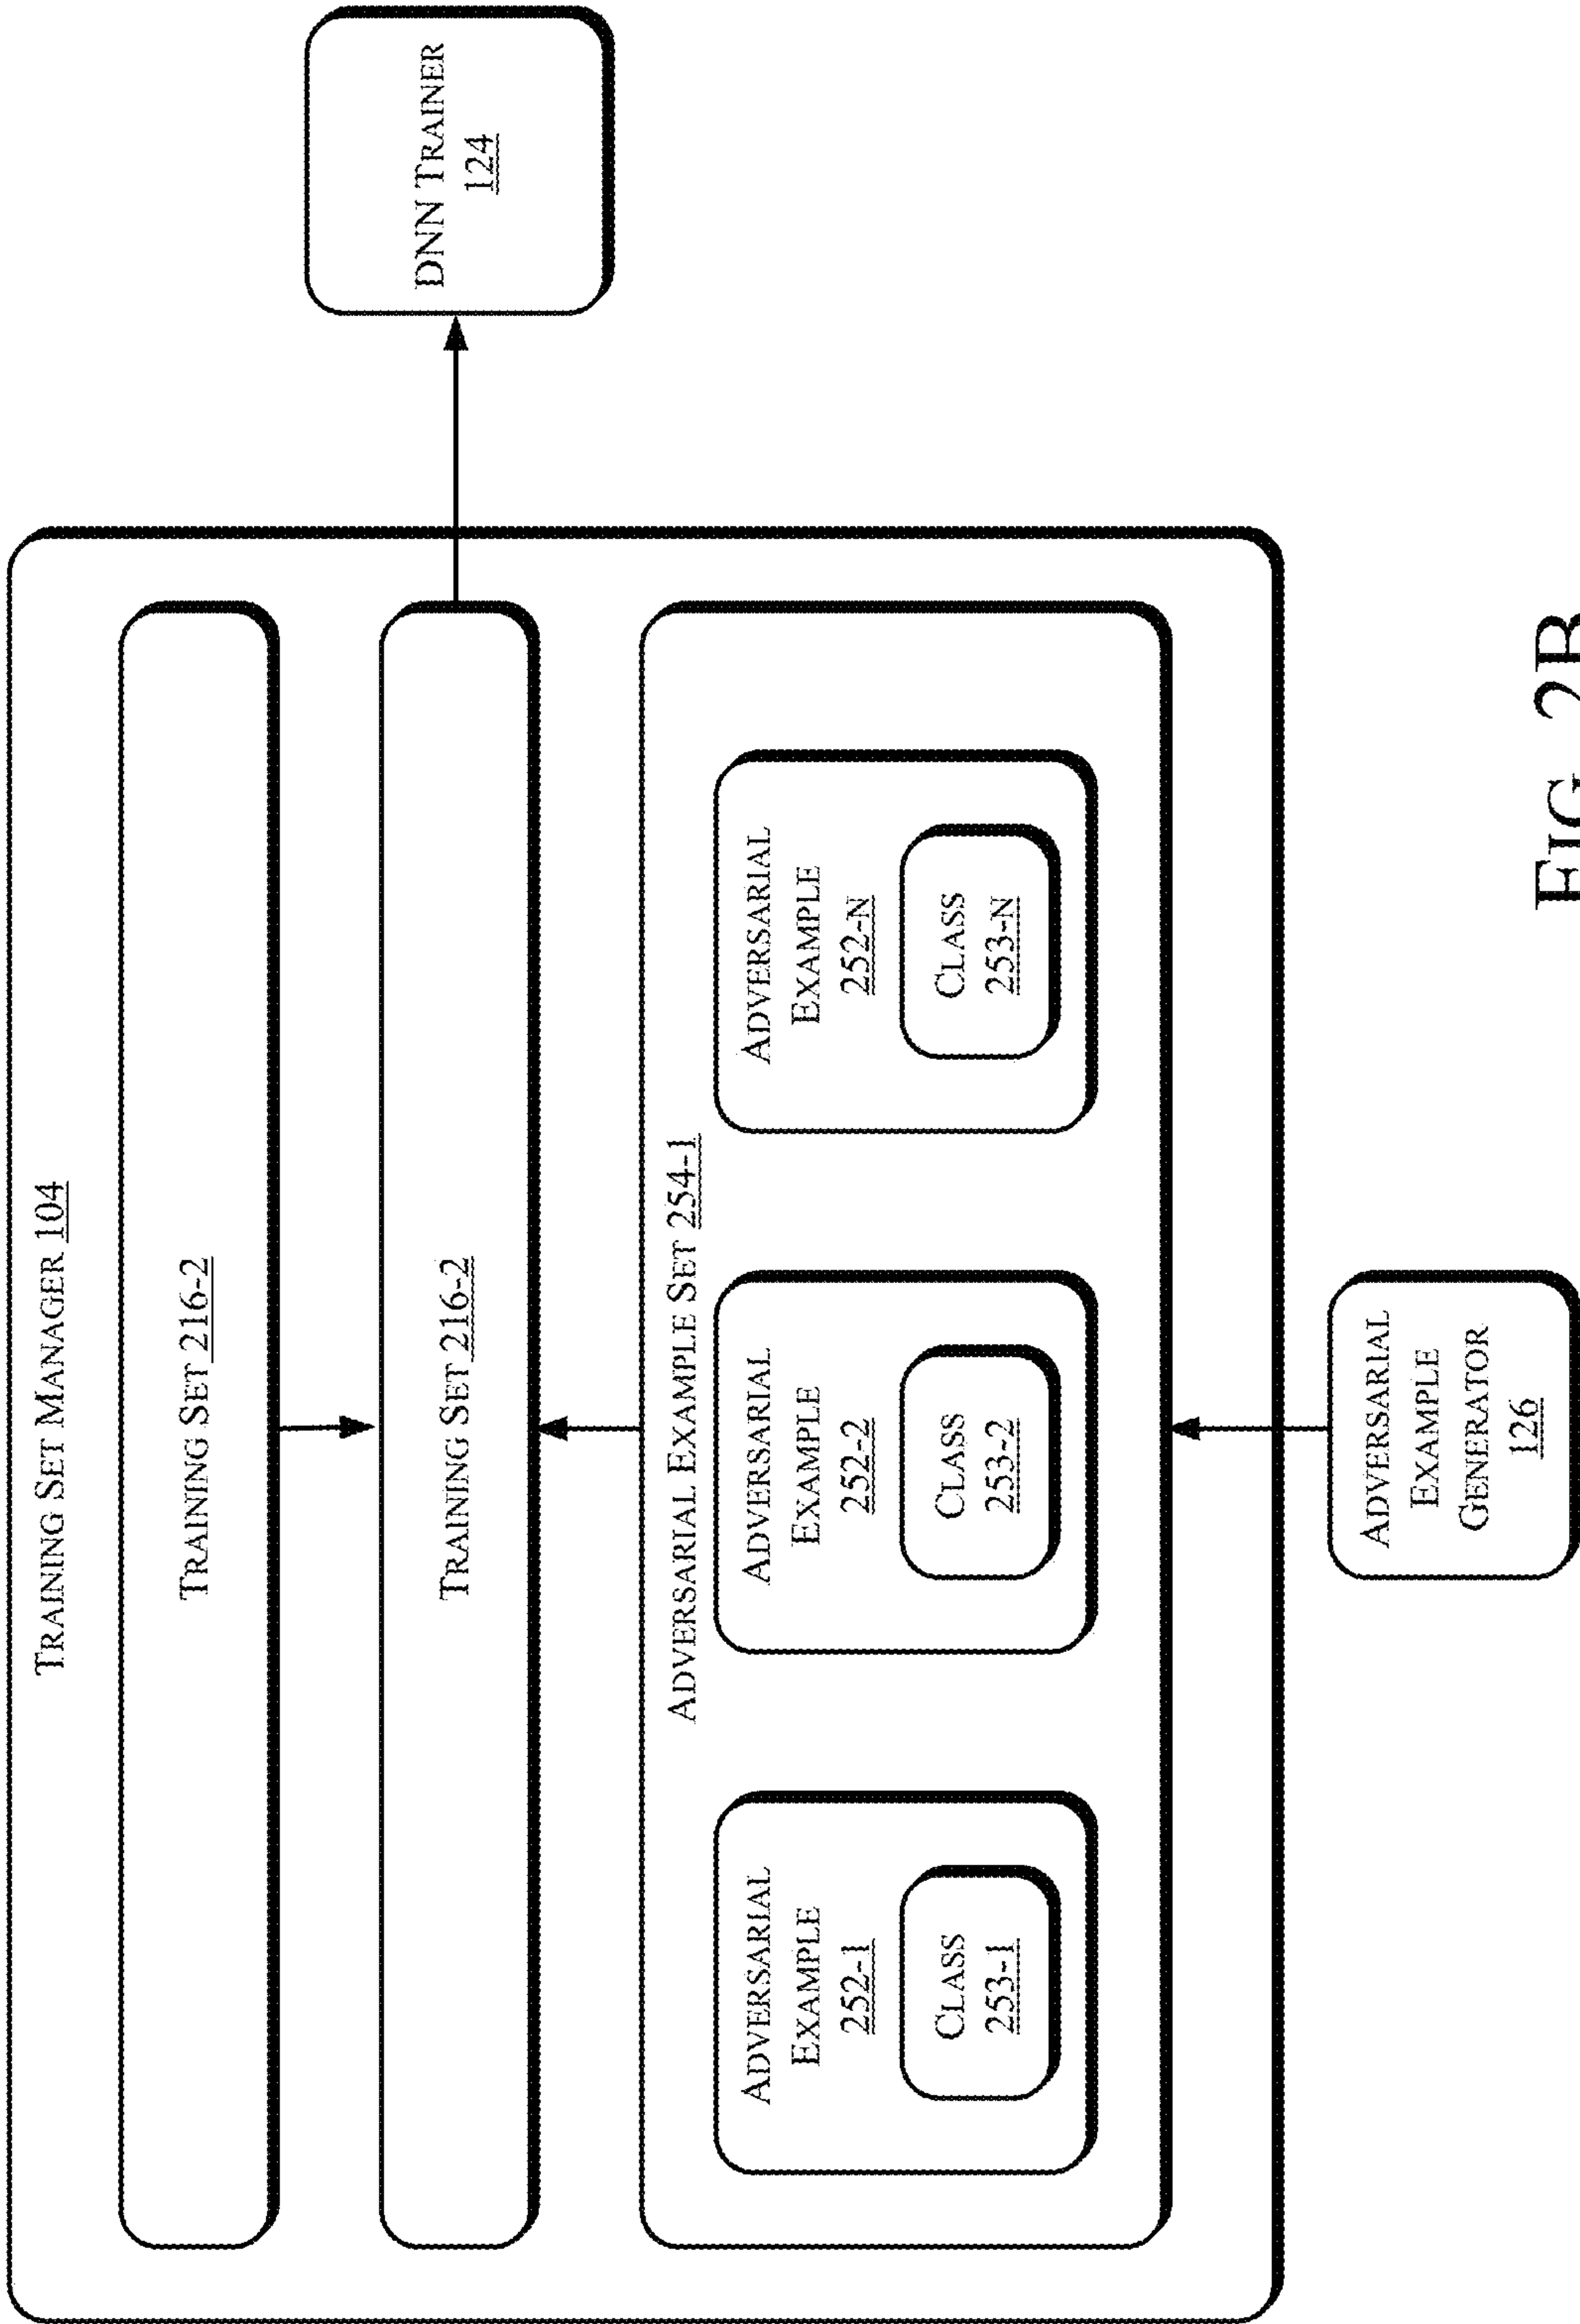 TRAINING SET MANAGER 104
TRAINING SET 216-2
TRAINING SET 216-2
DNN TRAINER
124
ADVERSARIAL EXAMPLE SET 254-1
ADVERSARIAL
EXAMPLE
252-1
CLASS
253-1
ADVERSARIAL
EXAMPLE
252-2
CLASS
253-2
ADVERSARIAL
EXAMPLE
252-N
CLASS
253-N
ADVERSARIAL
EXAMPLE
GENERATOR
126
FIG. 2B